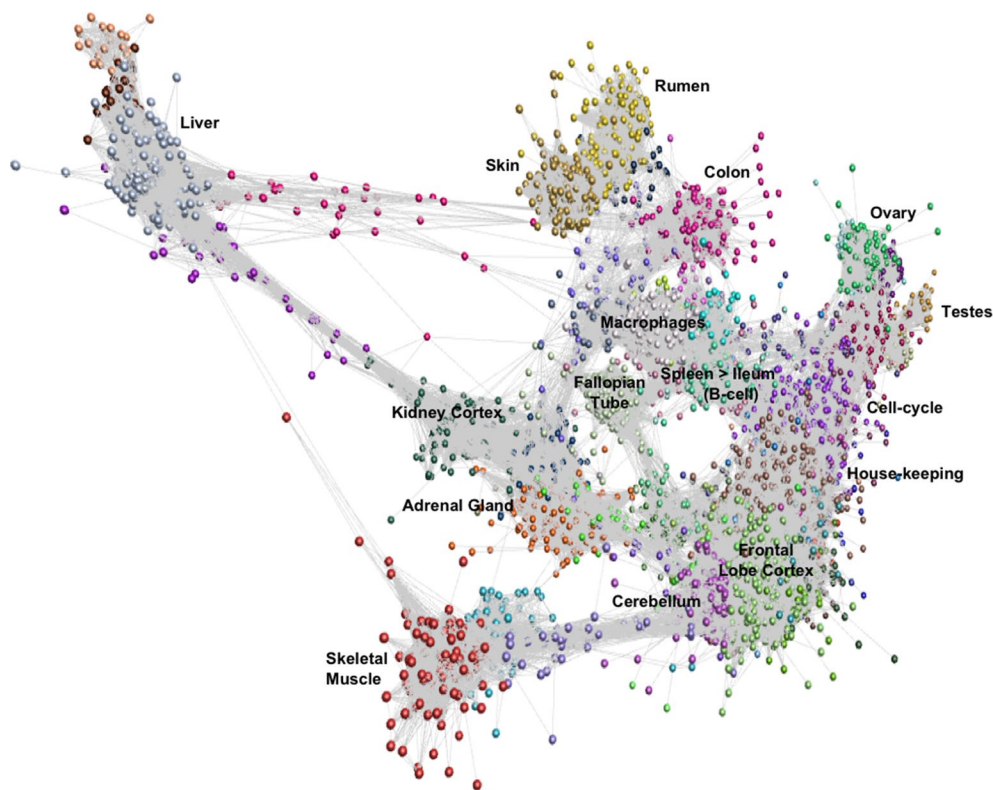 Rumen
Liver
Skin
Colon
Ovary
Testes
Macrophages
Spleen > Ileum
(B-cell)
Fallopian
Tube
Kidney Cortex
Cell-cycle
House-keeping
Adrenal Gland
Frontal
Lobe Cortex
Cerebellum
Skeletal
Muscle